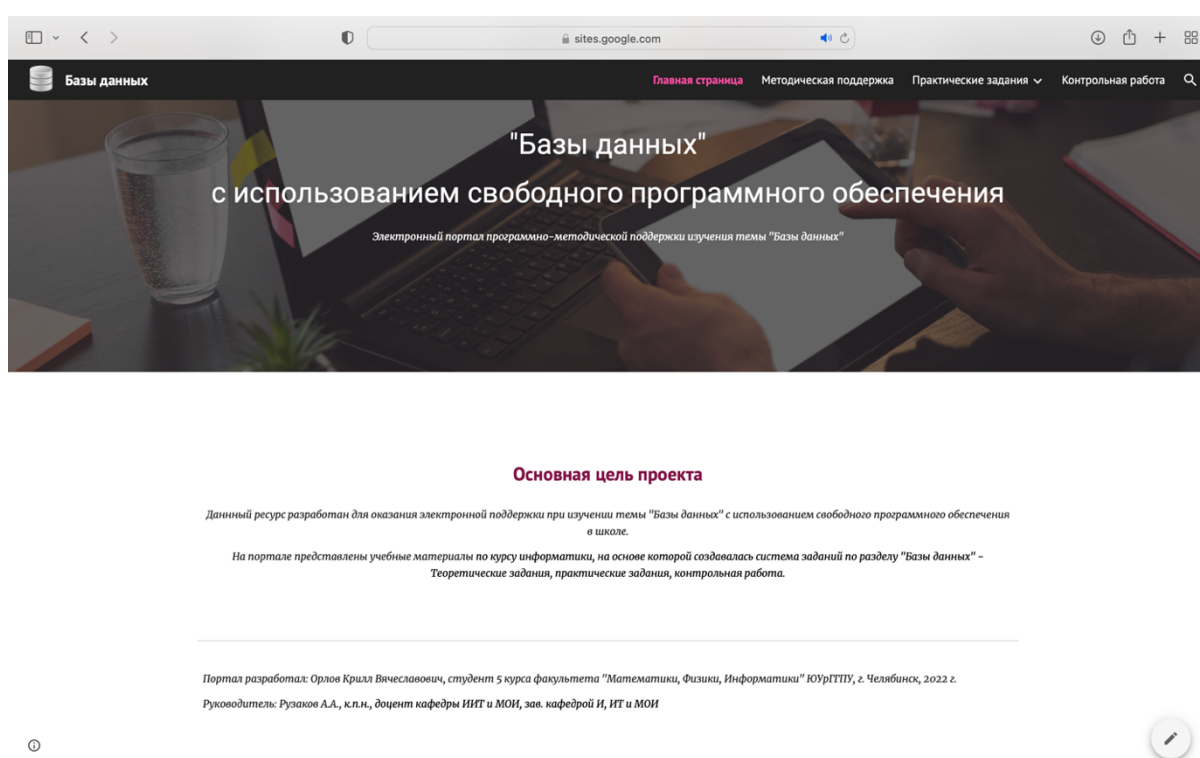 sites.google.com
Базы данных
Главная страница Методическая поддержка Практические задания Контрольная работа
"Базы данных"
с использованием свободного программного обеспечения
Электронный портал программно-методической поддержки изучения темы "Базы данных"
Основная цель проекта
Даннный ресурс разработан для оказания электронной поддержки при изучении темы "Базы данных" с использованием свободного программного обеспечения
в школе.
На портале представлены учебные материалы по курсу информатики, на основе которой создавалась система заданий по разделу "Базы данных" -
Теоретические задания, практические задания, контрольная работа.
Портал разработал: Орлов Крилл Вячеславович, студент 5 курса факультета "Математики, Физики, Информатики" ЮУрГГПУ, г. Челябинск, 2022 г.
Руководитель: Рузаков А.А., к.п.н., доцент кафедры ИИТ и МОИ, зав. кафедрой И, ИТ и МОИ